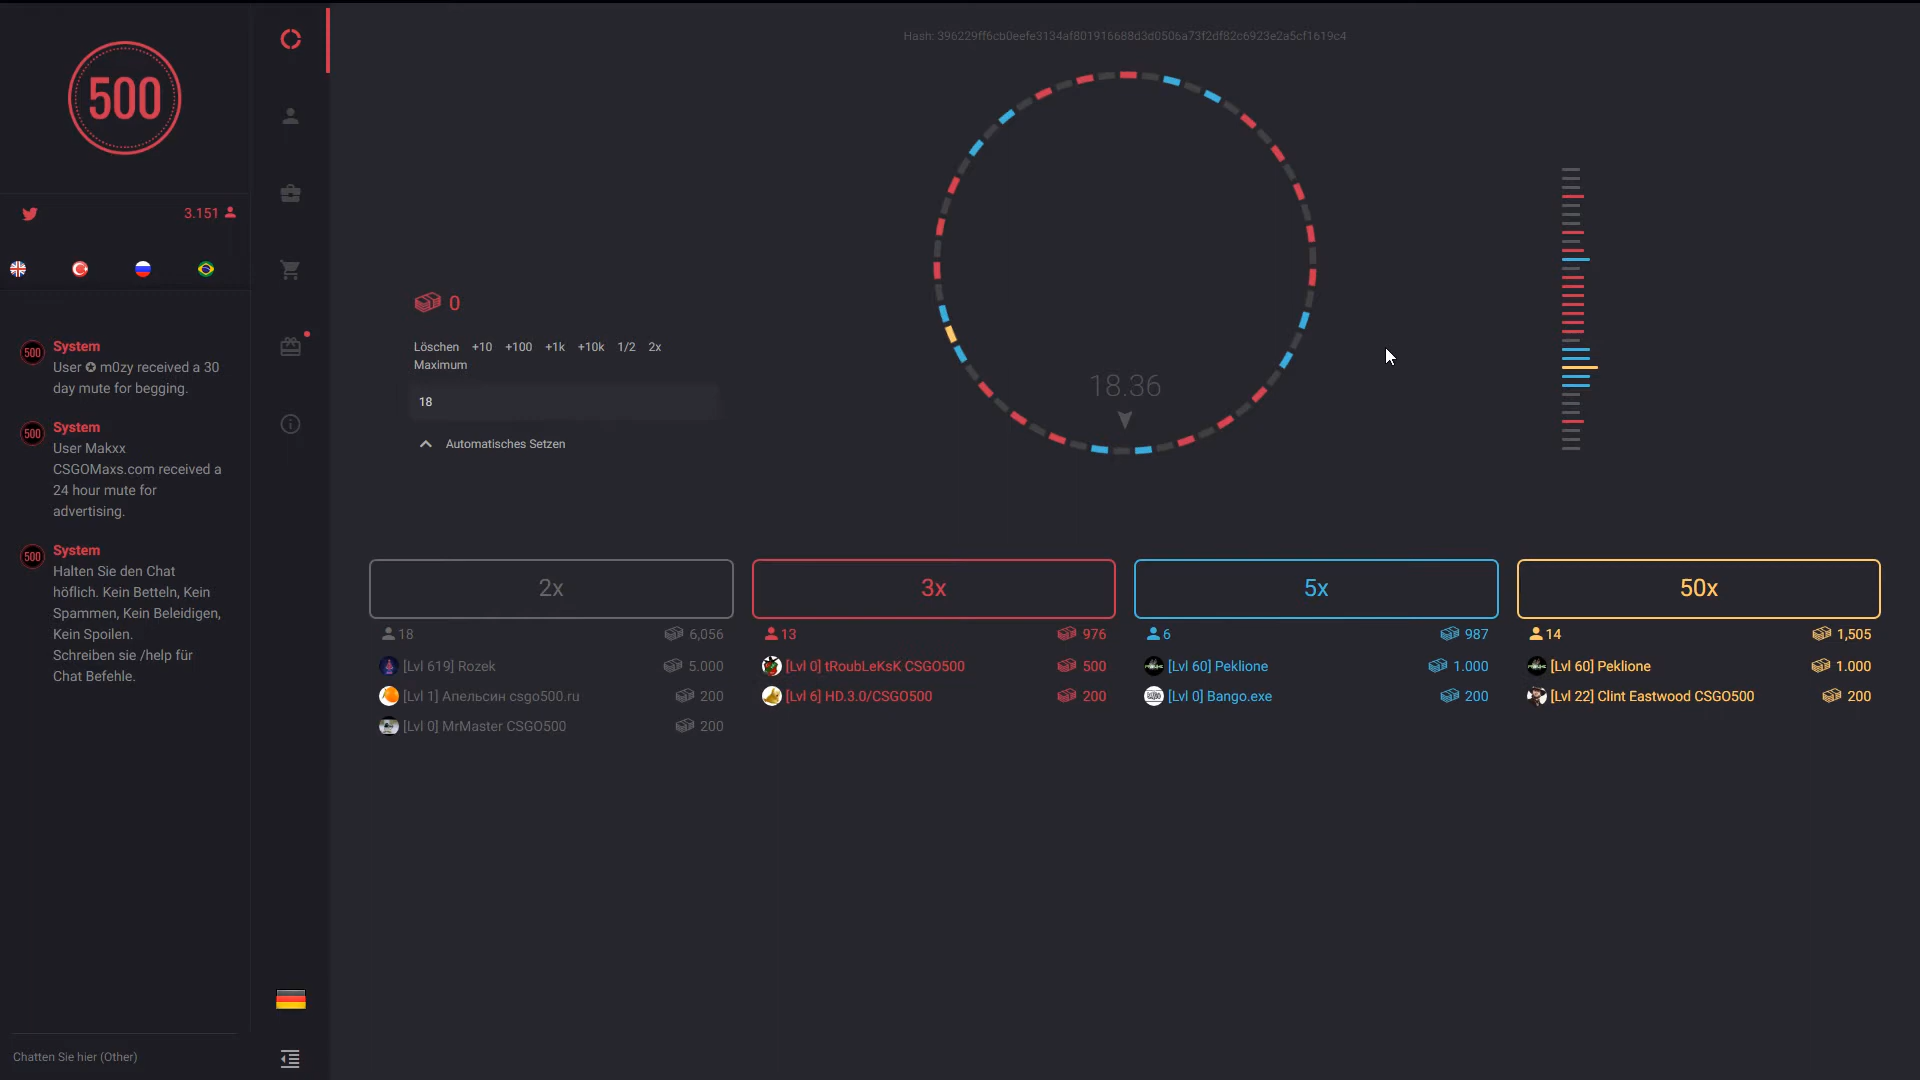 500
3.151
500
System
User ✪ m0zy received a 30
day mute for begging.
500
System
User Makxx
CSGOMaxs.com received a
24 hour mute for
advertising.
500
System
Halten Sie den Chat
höflich. Kein Betteln, Kein
Spammen, Kein Beleidigen,
Kein Spoilen.
Schreiben sie /help für
Chat Befehle.
Chatten Sie hier (Other)
Hash: 396229ff6cb0eefe3134af801916688d3d0506a73f2df82c6923e2a5cf1619c4
0
Löschen +10 +100 +1k +10k 1/2 2x
Maximum
18
Automatisches Setzen
18.36
2x
18 6,056
[Lvl 619] Rozek 5.000
[Lvl 1] Апельсин csgo500.ru 200
[Lvl 0] MrMaster CSGO500 200
3x
13 976
[Lvl 0] tRoubLeKsK CSGO500 500
[Lvl 6] HD.3.0/CSGO500 200
5x
6 987
[Lvl 60] Peklione 1.000
[Lvl 0] Bango.exe 200
50x
14 1,505
[Lvl 60] Peklione 1.000
[Lvl 22] Clint Eastwood CSGO500 200